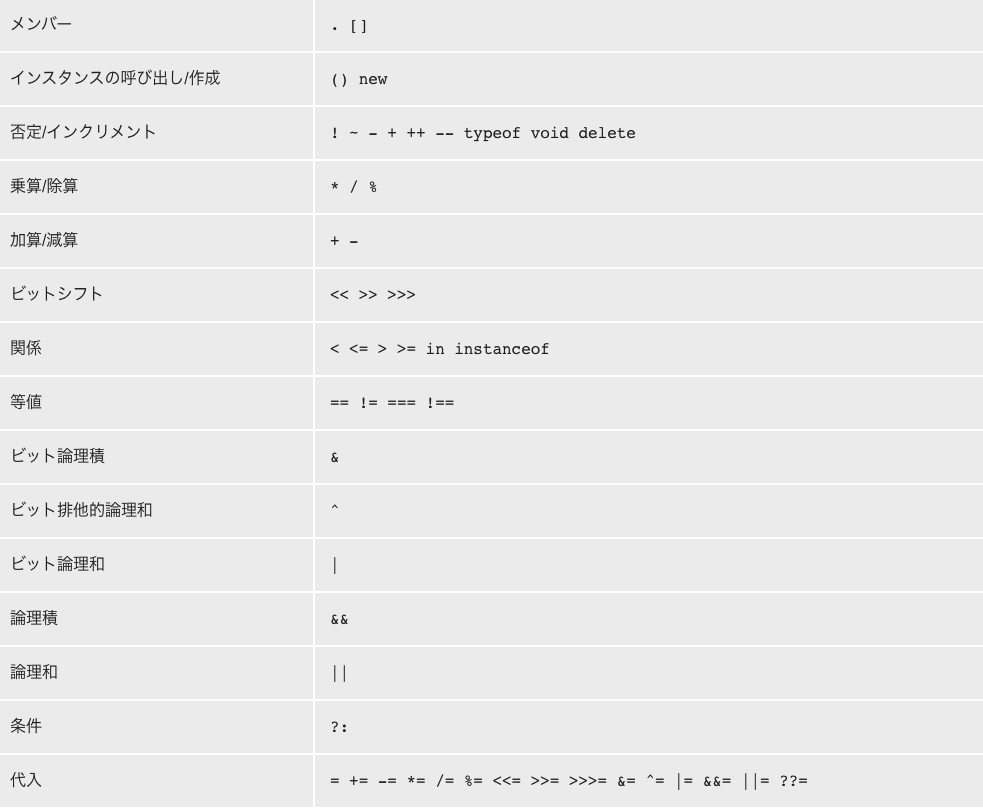 メンバー . []
インスタンスの呼び出し/作成 () new
否定/インクリメント ! ~ - + ++ -- typeof void delete
乗算/除算 * / %
加算/減算 + -
ビットシフト << >> >>>
関係 < <= > >= in instanceof
等値 == != === !==
ビット論理積 &
ビット排他的論理和 ^
ビット論理和 |
論理積 &&
論理和 ||
条件 ?:
代入 = += -= *= /= %= <<= >>= >>>= &= ^= |= &&= ||= ??=